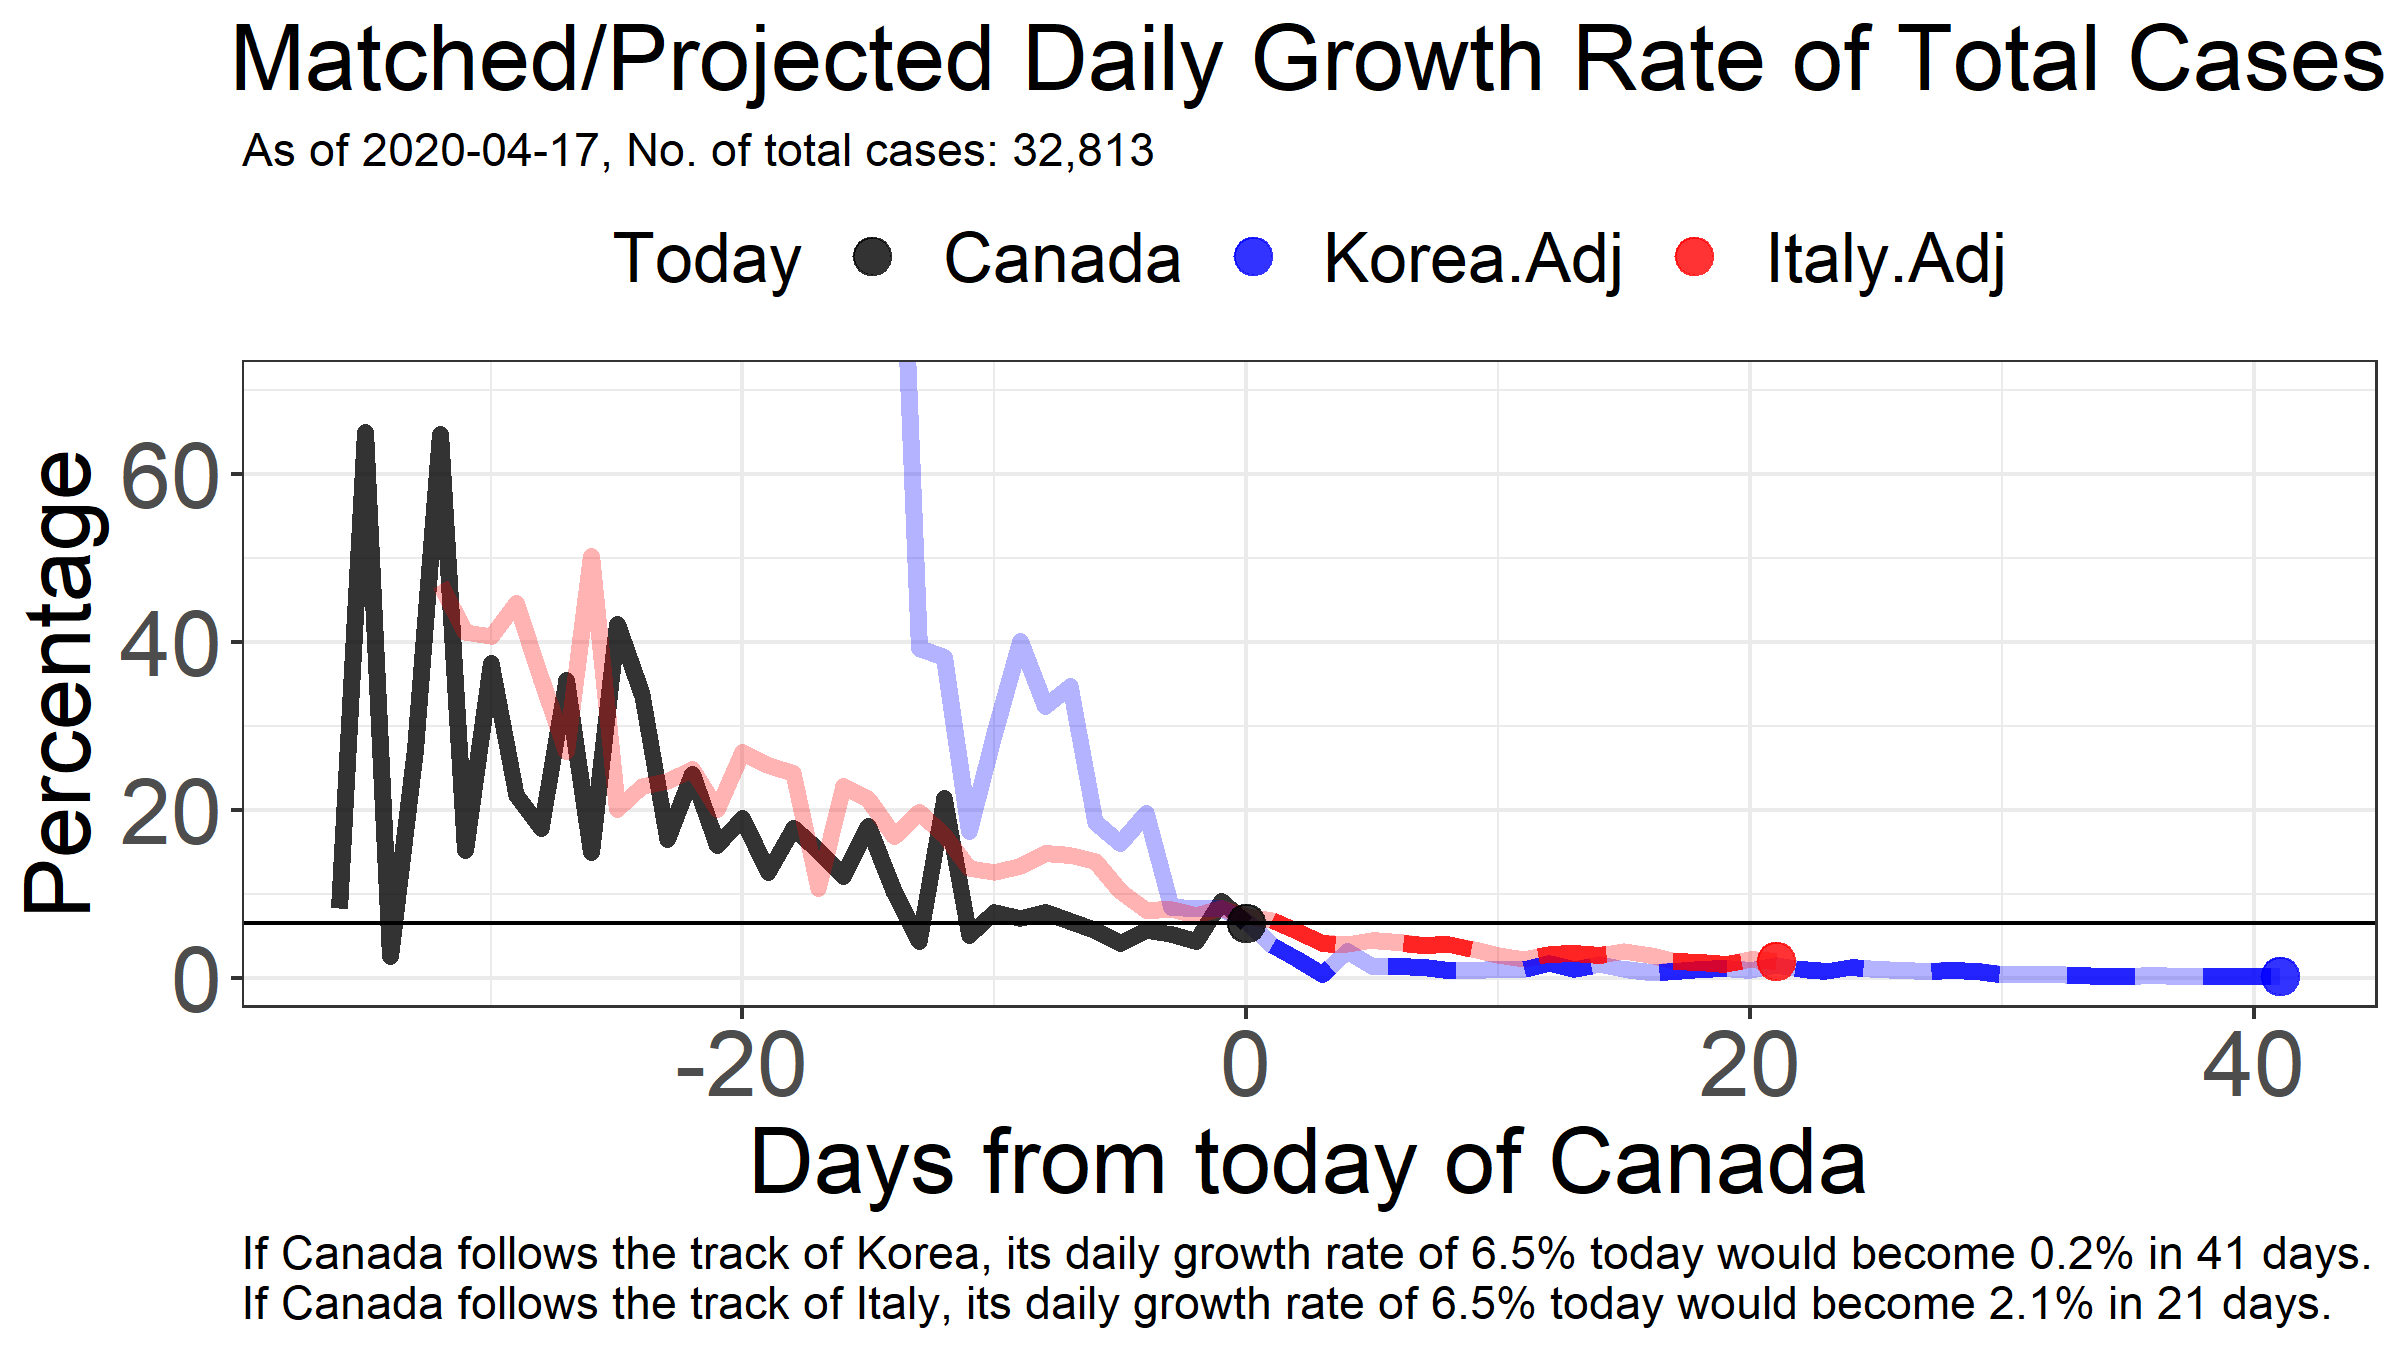 Matched/Projected Daily Growth Rate of Total Cases
As of 2020-04-17, No. of total cases: 32,813
Today Canada Korea.Adj Italy.Adj
Percentage
60
40
20
0
-20 0 20 40
Days from today of Canada
If Canada follows the track of Korea, its daily growth rate of 6.5% today would become 0.2% in 41 days.
If Canada follows the track of Italy, its daily growth rate of 6.5% today would become 2.1% in 21 days.